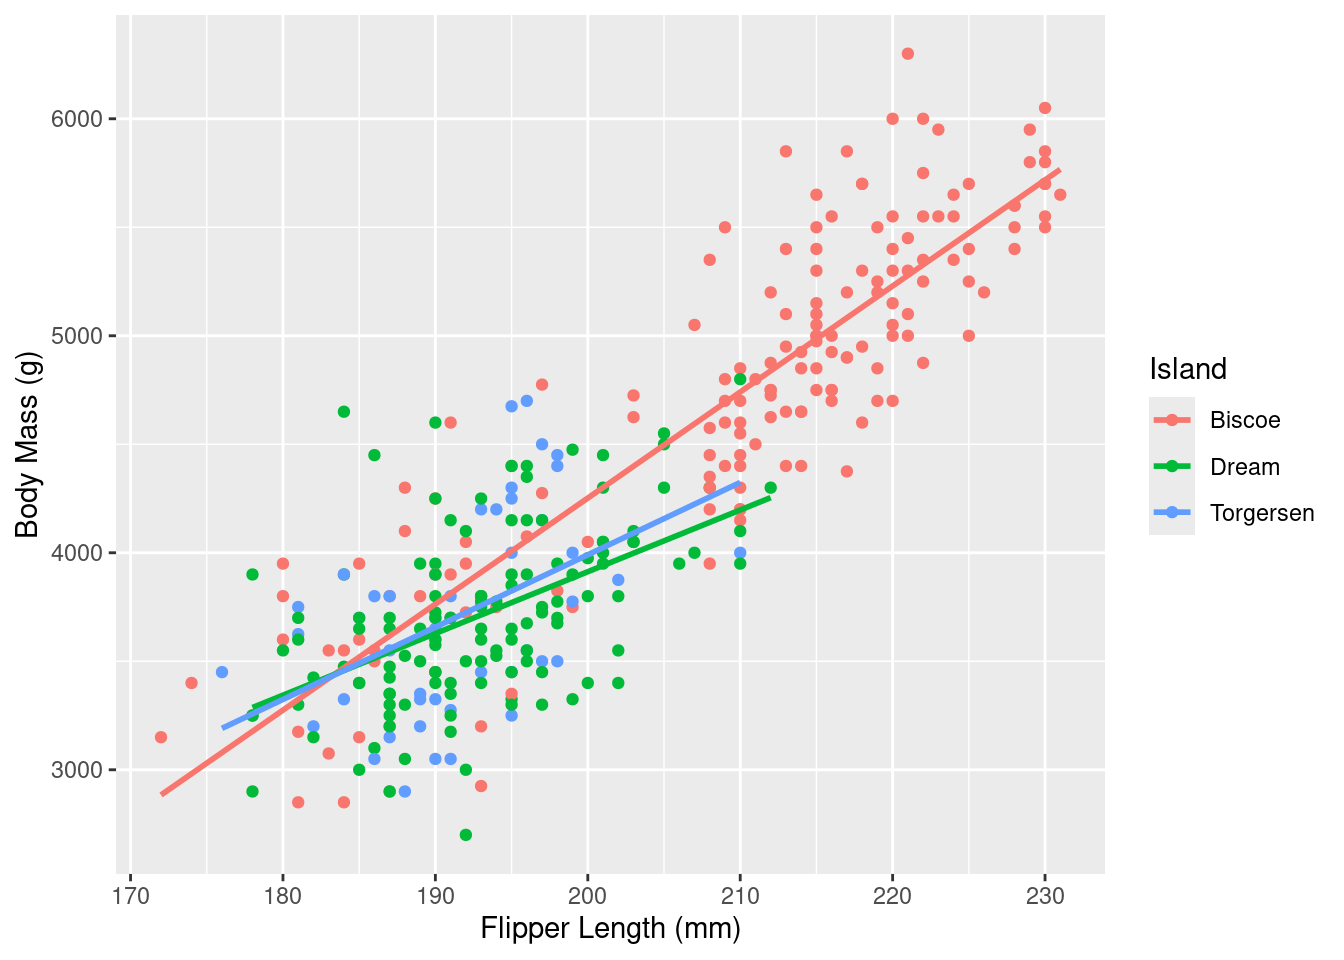 6000
5000
4000
3000
Body Mass (g)
170 180 190 200 210 220 230
Flipper Length (mm)
Island
Biscoe
Dream
Torgersen